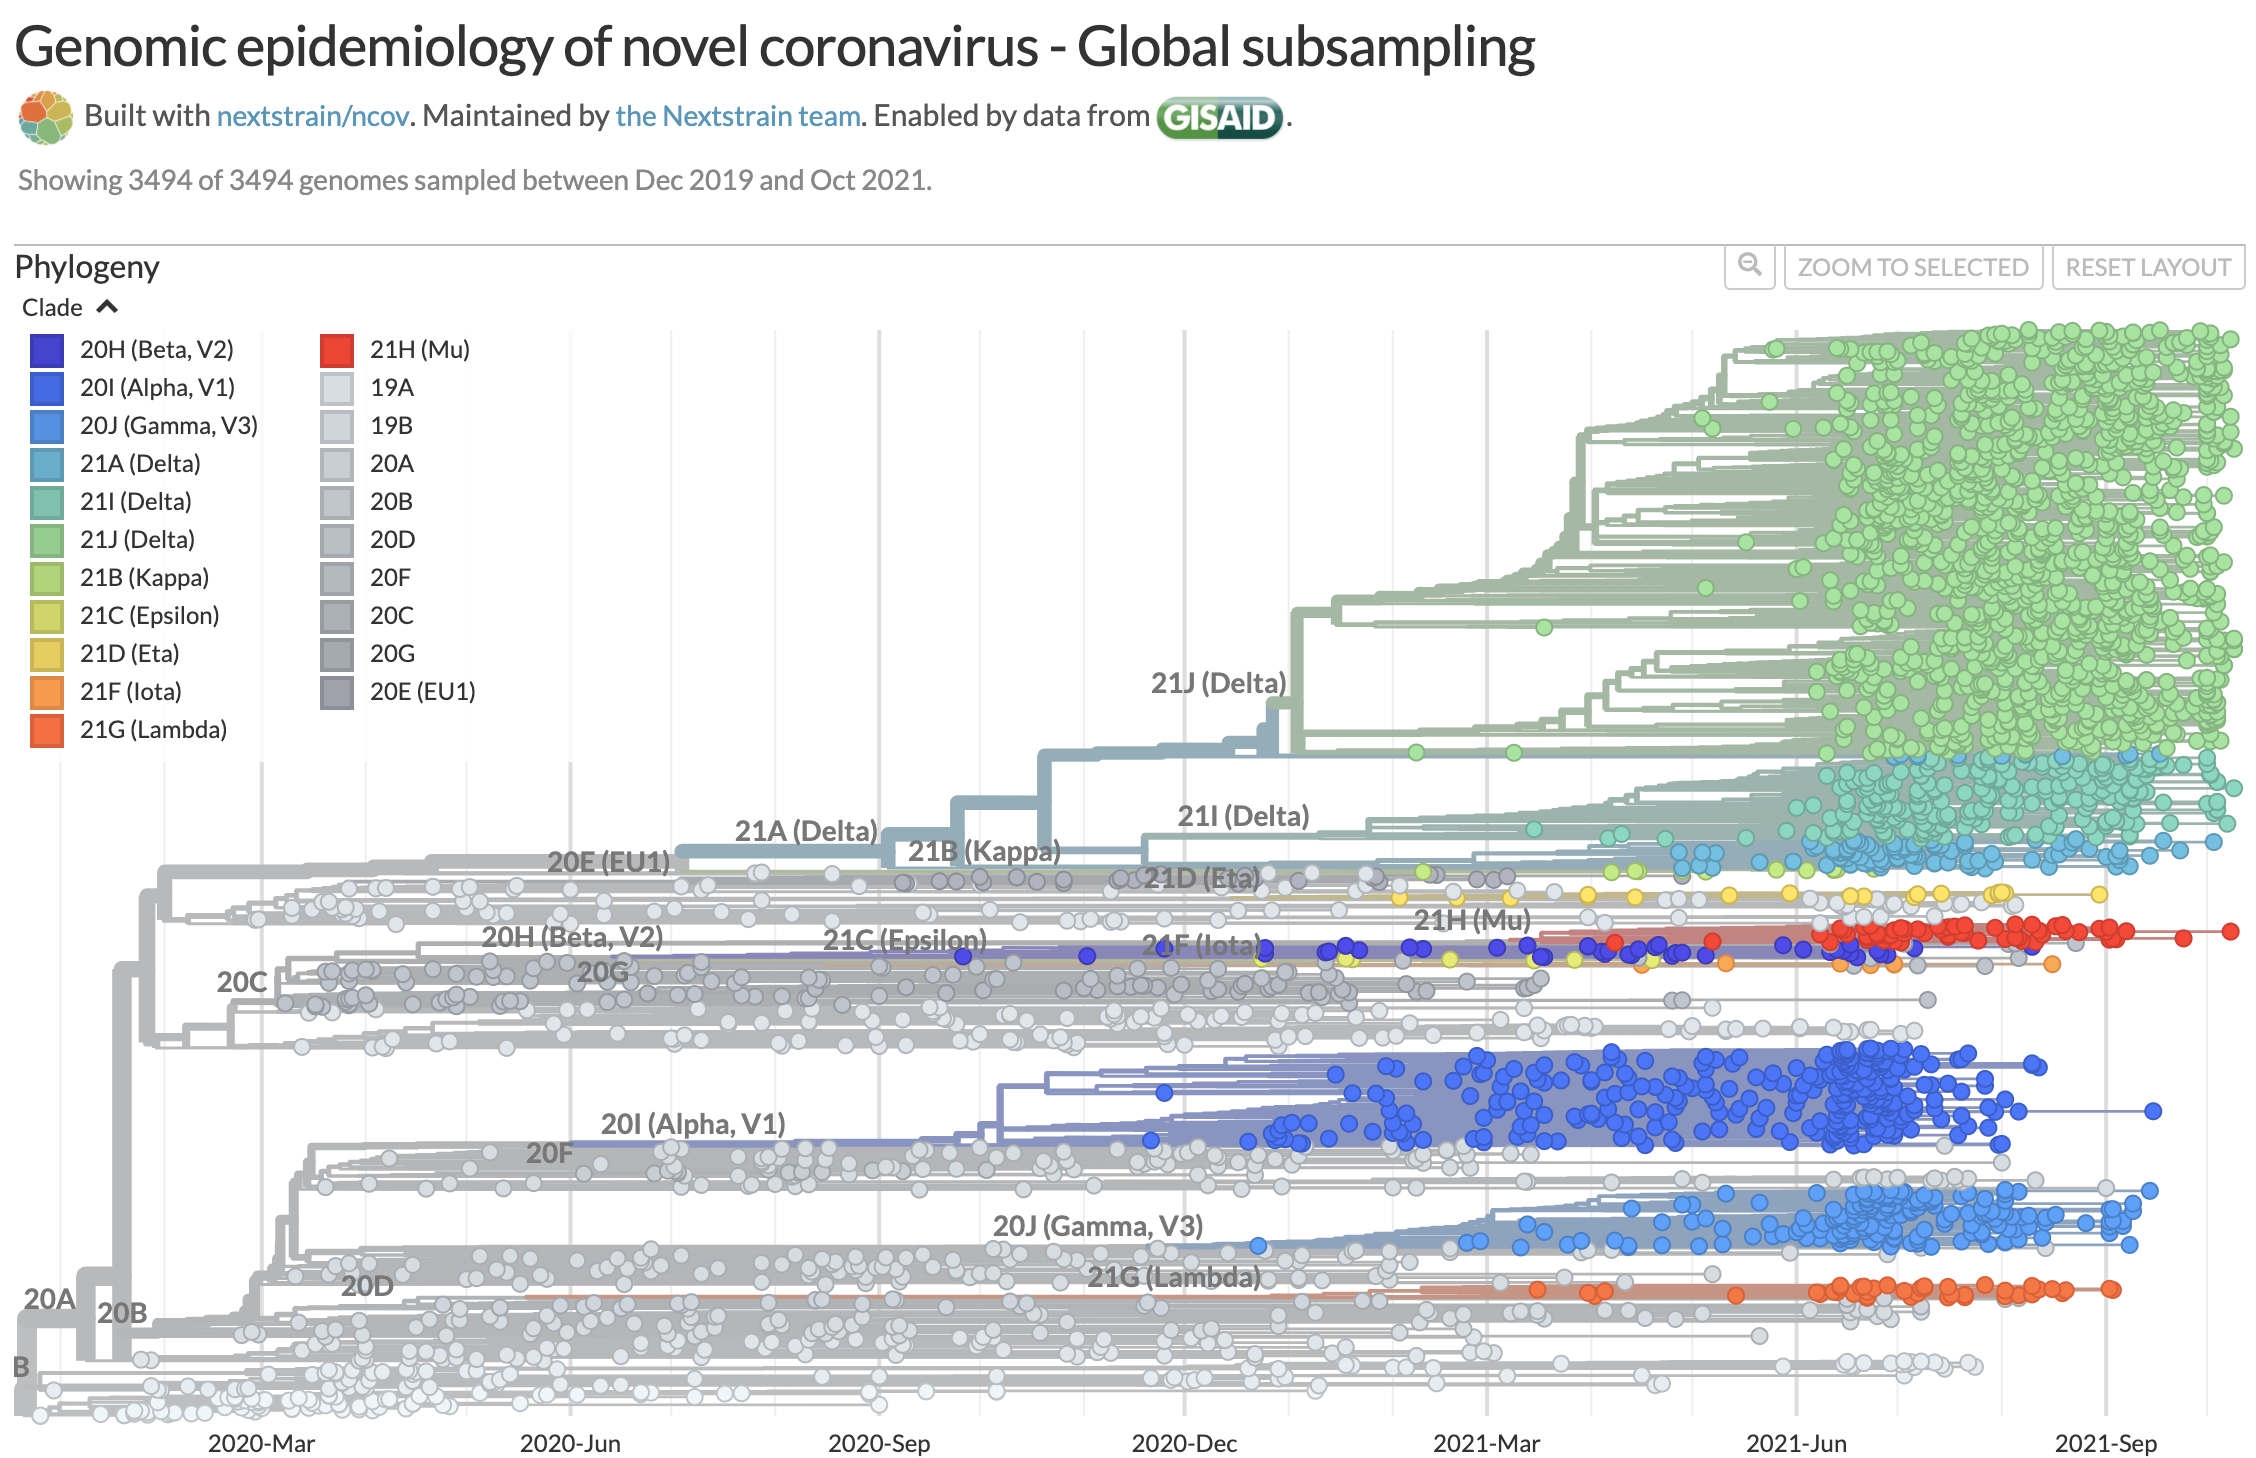 Genomic epidemiology of novel coronavirus - Global subsampling
Built with nextstrain/ncov. Maintained by the Nextstrain team. Enabled by data from GISAID.
Showing 3494 of 3494 genomes sampled between Dec 2019 and Oct 2021.
Phylogeny
ZOOM TO SELECTED
RESET LAYOUT
Clade
20H (Beta, V2)
20I (Alpha, V1)
20J (Gamma, V3)
21A (Delta)
21I (Delta)
21J (Delta)
21B (Kappa)
21C (Epsilon)
21D (Eta)
21F (Iota)
21G (Lambda)
21H (Mu)
19A
19B
20A
20B
20D
20F
20C
20G
20E (EU1)
21J (Delta)
21I (Delta)
21A (Delta)
21B (Kappa)
20E (EU1)
21D (Eta)
21H (Mu)
20H (Beta, V2)
21C (Epsilon)
21F (Iota)
20G
20C
20I (Alpha, V1)
20F
20J (Gamma, V3)
21G (Lambda)
20D
20A
20B
B
2020-Mar
2020-Jun
2020-Sep
2020-Dec
2021-Mar
2021-Jun
2021-Sep